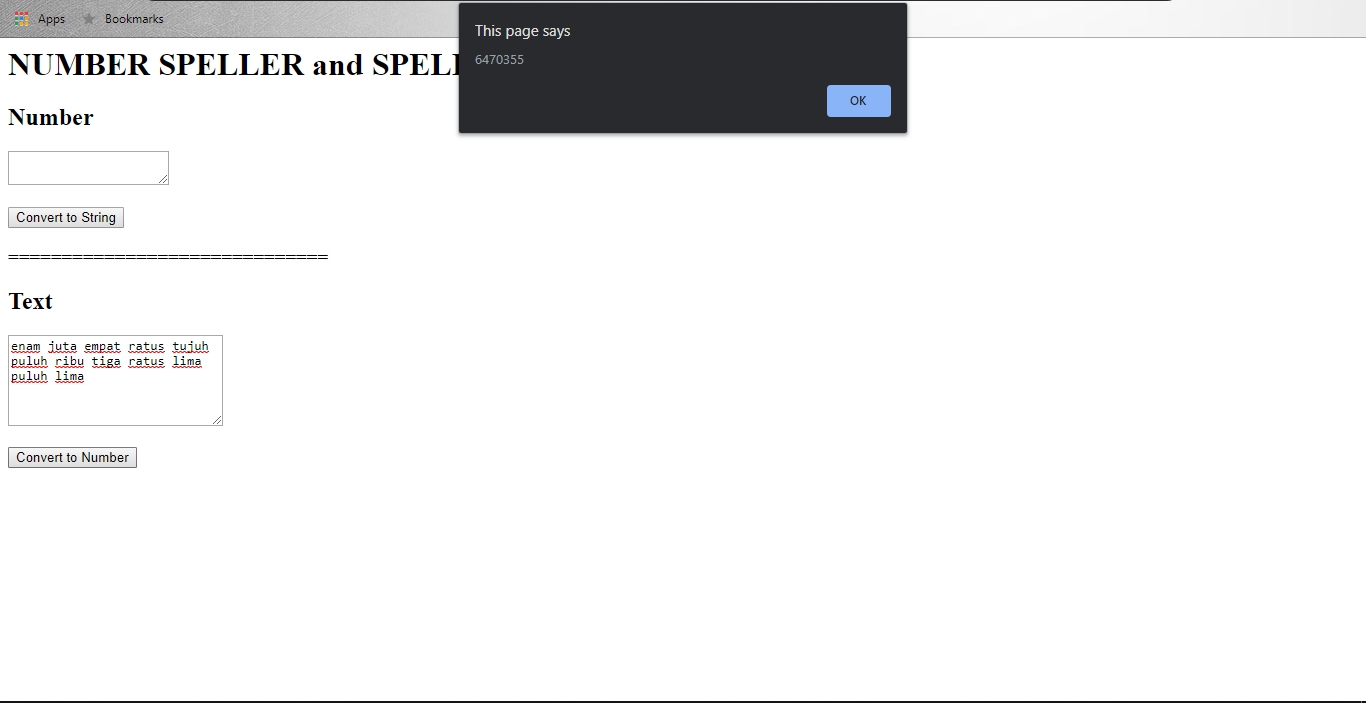 Apps Bookmarks
This page says
6470355
OK
NUMBER SPELLER and SPELL
Number
Convert to String
==============================
Text
enam juta empat ratus tujuh
puluh ribu tiga ratus lima
puluh lima
Convert to Number